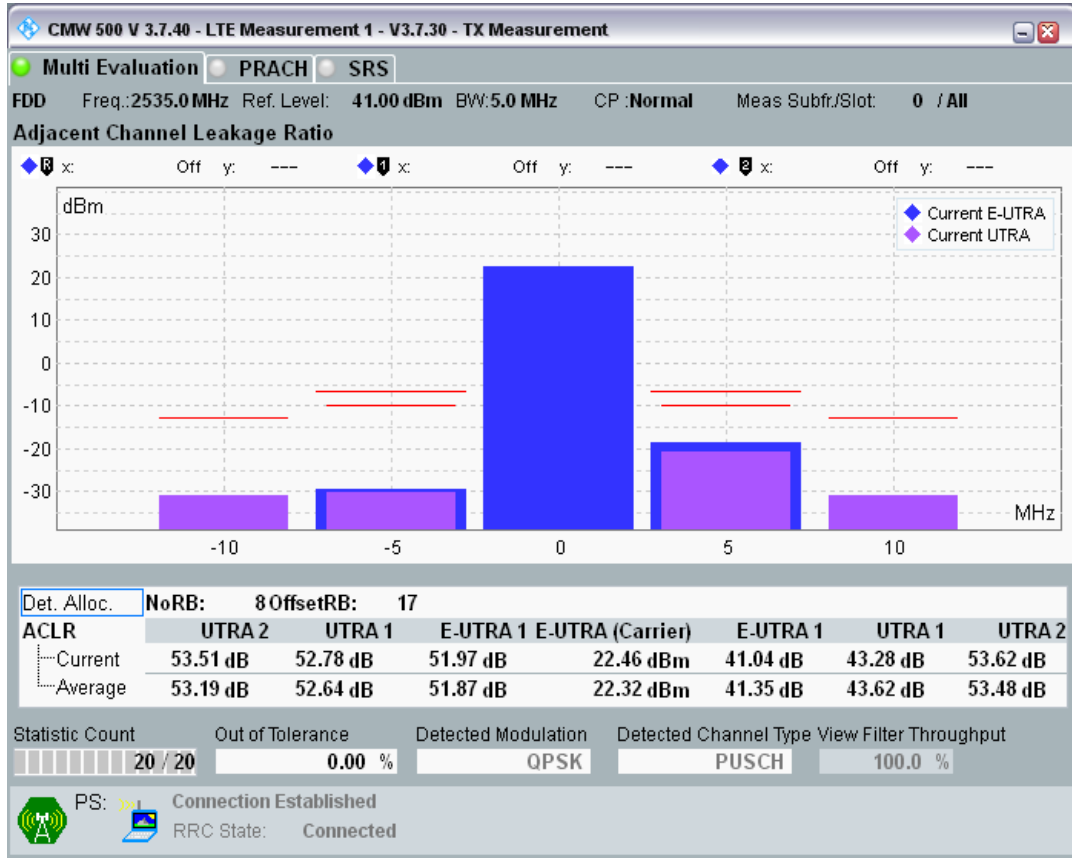 CMW 500 V 3.7.40 - LTE Measurement 1 - V3.7.30 - TX Measurement
Multi Evaluation PRACH SRS
FDD Freq.:2535.0 MHz Ref. Level: 41.00 dBm BW:5.0 MHz CP :Normal Meas Subfr./Slot: 0 / All
Adjacent Channel Leakage Ratio
R x: Off y: --- 1 x: Off y: --- 2 x: Off y: ---
dBm
Current E-UTRA
Current UTRA
30
20
10
0
-10
-20
-30
MHz
-10 -5 0 5 10
Det. Alloc. NoRB: 8 OffsetRB: 17
ACLR UTRA 2 UTRA 1 E-UTRA 1 E-UTRA (Carrier) E-UTRA 1 UTRA 1 UTRA 2
Current 53.51 dB 52.78 dB 51.97 dB 22.46 dBm 41.04 dB 43.28 dB 53.62 dB
Average 53.19 dB 52.64 dB 51.87 dB 22.32 dBm 41.35 dB 43.62 dB 53.48 dB
Statistic Count Out of Tolerance Detected Modulation Detected Channel Type View Filter Throughput
20 / 20 0.00 % QPSK PUSCH 100.0 %
PS: Connection Established
RRC State: Connected